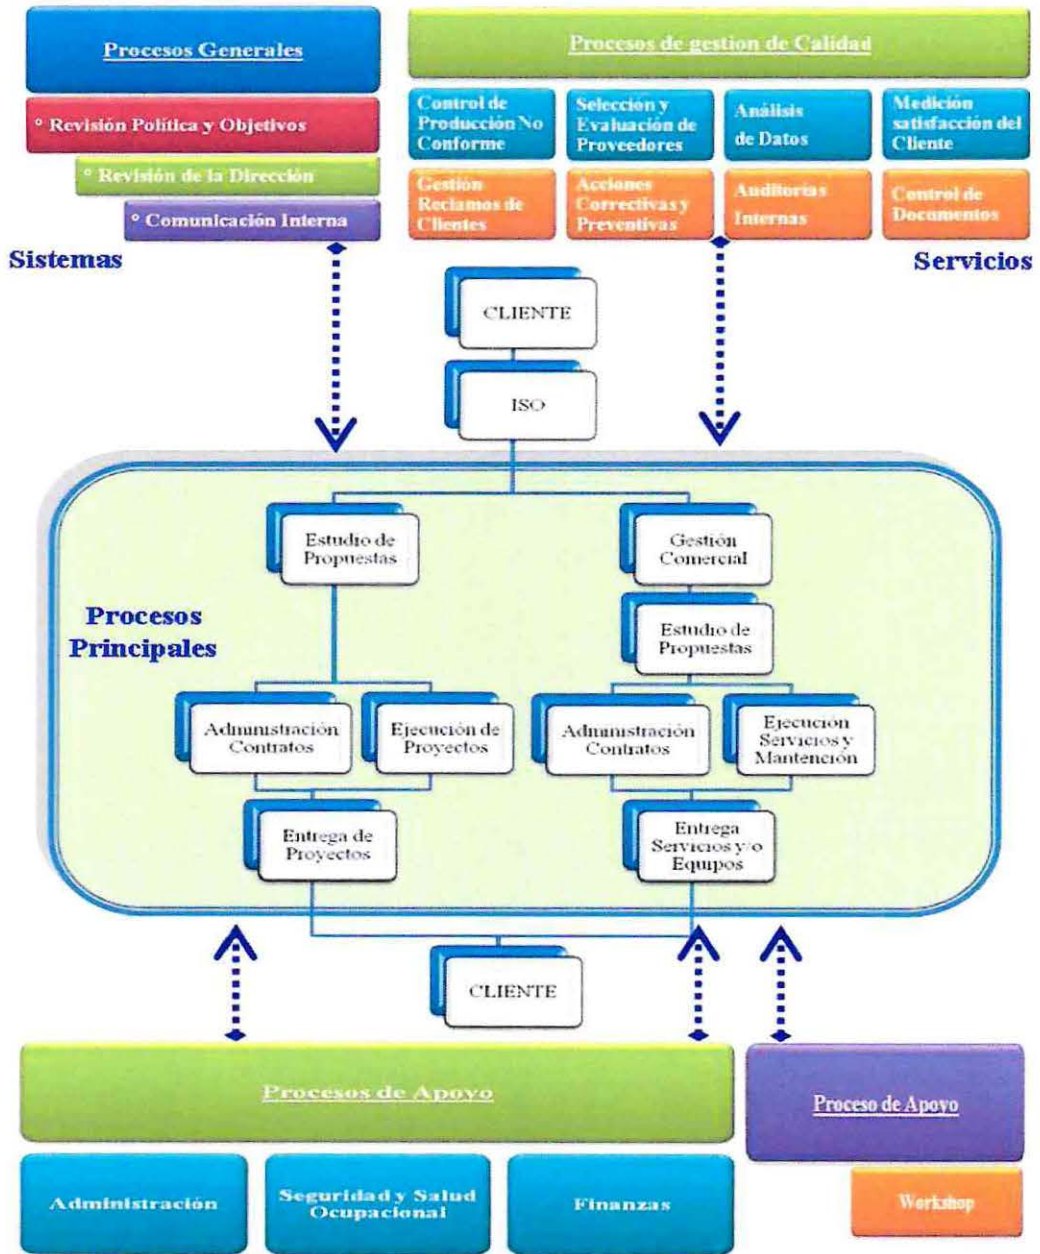 Procesos Generales
° Revisión Política y Objetivos
° Revisión de la Dirección
° Comunicación Interna
Procesos de gestion de Calidad
Control de
Producción No
Conforme
Selección y
Evaluación de
Proveedores
Análisis
de Datos
Medición
satisfacción del
Cliente
Gestión
Reclamos de
Clientes
Acciones
Correctivas y
Preventivas
Auditorías
Internas
Control de
Documentos
Sistemas
Servicios
CLIENTE
ISO
Procesos
Principales
Estudio de
Propuestas
Gestión
Comercial
Estudio de
Propuestas
Administración
Contratos
Ejecución de
Proyectos
Administración
Contratos
Ejecución
Servicios y
Mantención
Entrega de
Proyectos
Entrega
Servicios y/o
Equipos
CLIENTE
Procesos de Apoyo
Proceso de Apoyo
Administración
Seguridad y Salud
Ocupacional
Finanzas
Workshop